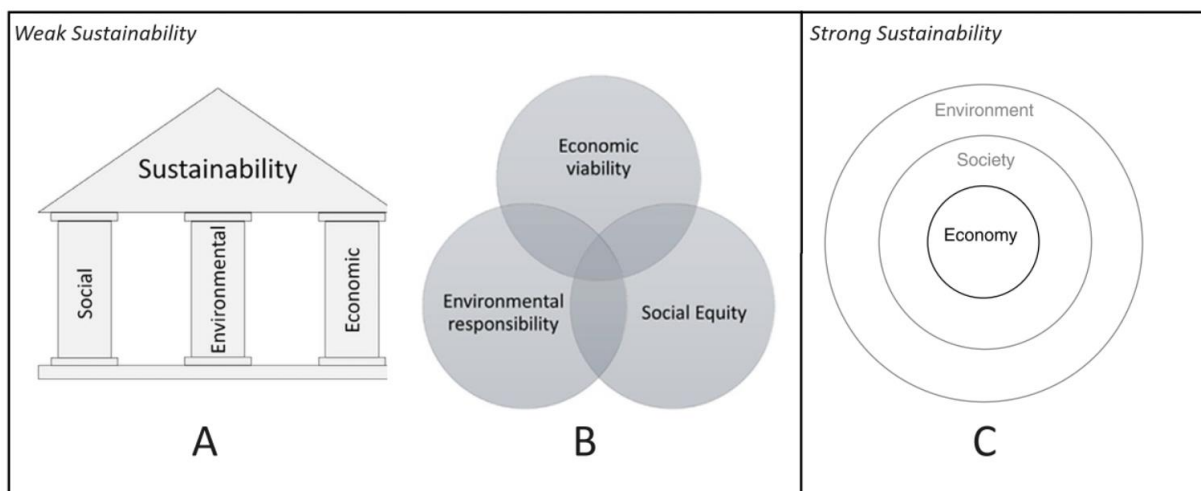 Weak Sustainability
Sustainability
Social
Environmental
Economic
A
Economic
viability
Environmental
responsibility
Social Equity
B
Strong Sustainability
Environment
Society
Economy
C